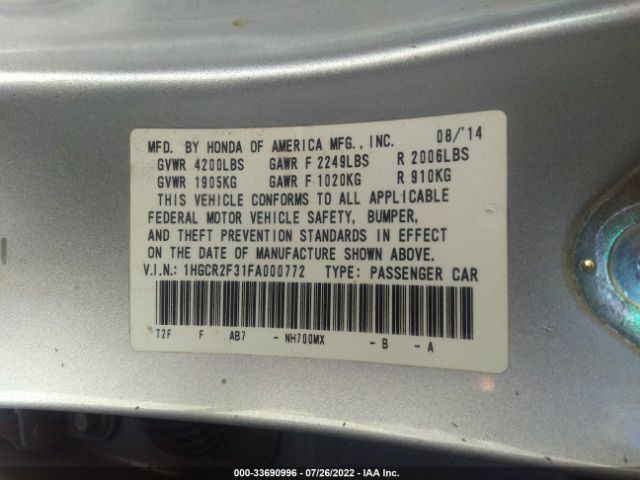 MFD. BY HONDA OF AMERICA MFG., INC. 08/'14
GVWR 4200LBS GAWR F 2249LBS R 2006LBS
GVWR 1905KG GAWR F 1020KG R 910KG
THIS VEHICLE CONFORMS TO ALL APPLICABLE
FEDERAL MOTOR VEHICLE SAFETY, BUMPER,
AND THEFT PREVENTION STANDARDS IN EFFECT
ON THE DATE OF MANUFACTURE SHOWN ABOVE.
V.I.N.: 1HGCR2F31FA000772 TYPE: PASSENGER CAR
T2F F AB7 - NH700MX - B - A
000-33690996 - 07/26/2022 - IAA Inc.